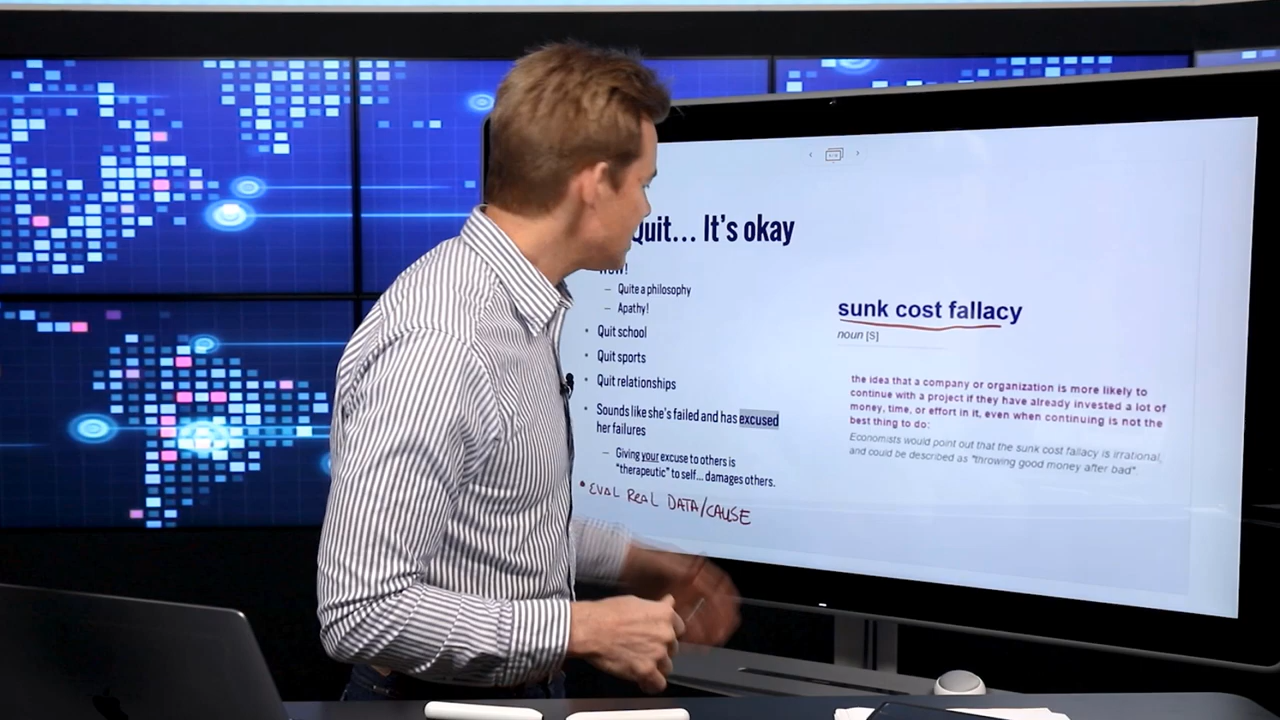 Quit... It's okay
Wow!
– Quite a philosophy
– Apathy!
• Quit school
• Quit sports
• Quit relationships
• Sounds like she's failed and has excused
her failures
– Giving your excuse to others is
"therapeutic" to self... damages others.
• EVAL REAL DATA/CAUSE
sunk cost fallacy
noun [S]
the idea that a company or organization is more likely to
continue with a project if they have already invested a lot of
money, time, or effort in it, even when continuing is not the
best thing to do:
Economists would point out that the sunk cost fallacy is irrational,
and could be described as "throwing good money after bad".